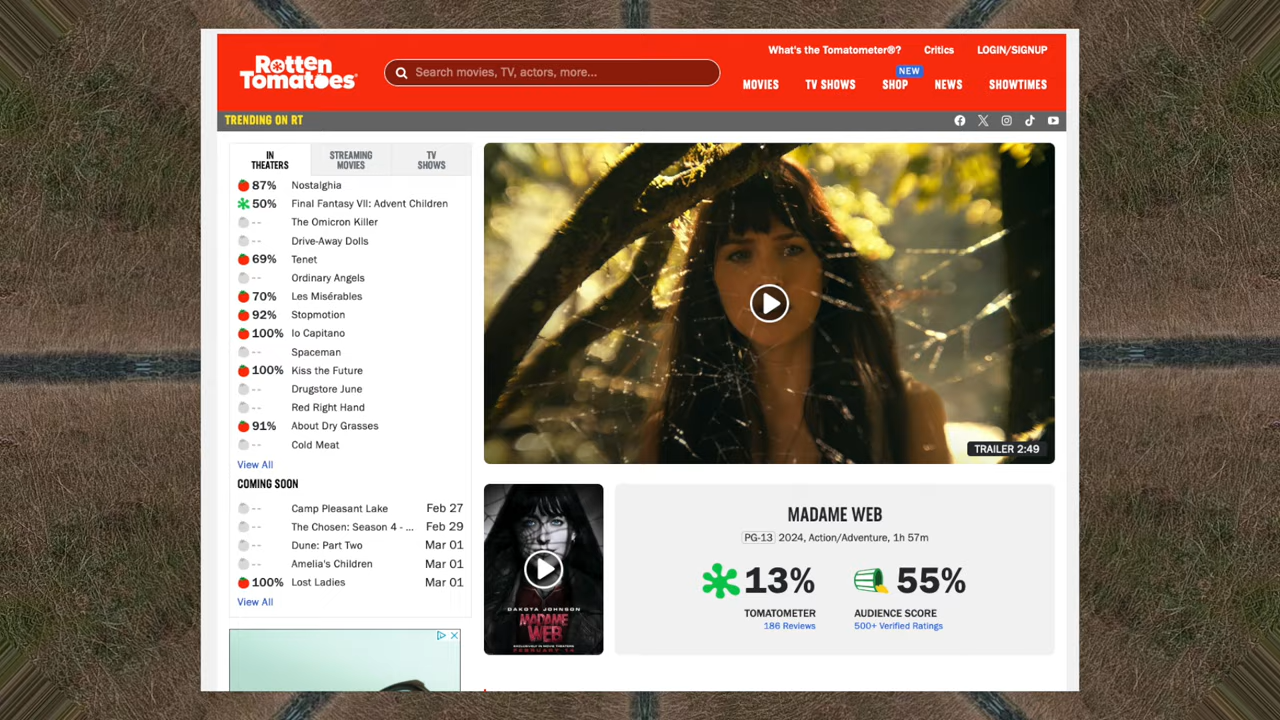 What's the Tomatometer®?
Critics
LOGIN/SIGNUP
Rotten
Tomatoes
Search movies, TV, actors, more...
NEW
MOVIES
TV SHOWS
SHOP
NEWS
SHOWTIMES
TRENDING ON RT
IN
THEATERS
STREAMING
MOVIES
TV
SHOWS
87% Nostalghia
50% Final Fantasy VII: Advent Children
-- The Omicron Killer
-- Drive-Away Dolls
69% Tenet
-- Ordinary Angels
70% Les Misérables
92% Stopmotion
100% Io Capitano
-- Spaceman
100% Kiss the Future
-- Drugstore June
-- Red Right Hand
91% About Dry Grasses
-- Cold Meat
View All
COMING SOON
-- Camp Pleasant Lake Feb 27
-- The Chosen: Season 4 - ... Feb 29
-- Dune: Part Two Mar 01
-- Amelia's Children Mar 01
100% Lost Ladies Mar 01
View All
TRAILER 2:49
DAKOTA JOHNSON
MADAME
WEB
EXCLUSIVELY IN MOVIE THEATERS
FEBRUARY 14
MADAME WEB
PG-13 2024, Action/Adventure, 1h 57m
13%
TOMATOMETER
186 Reviews
55%
AUDIENCE SCORE
500+ Verified Ratings